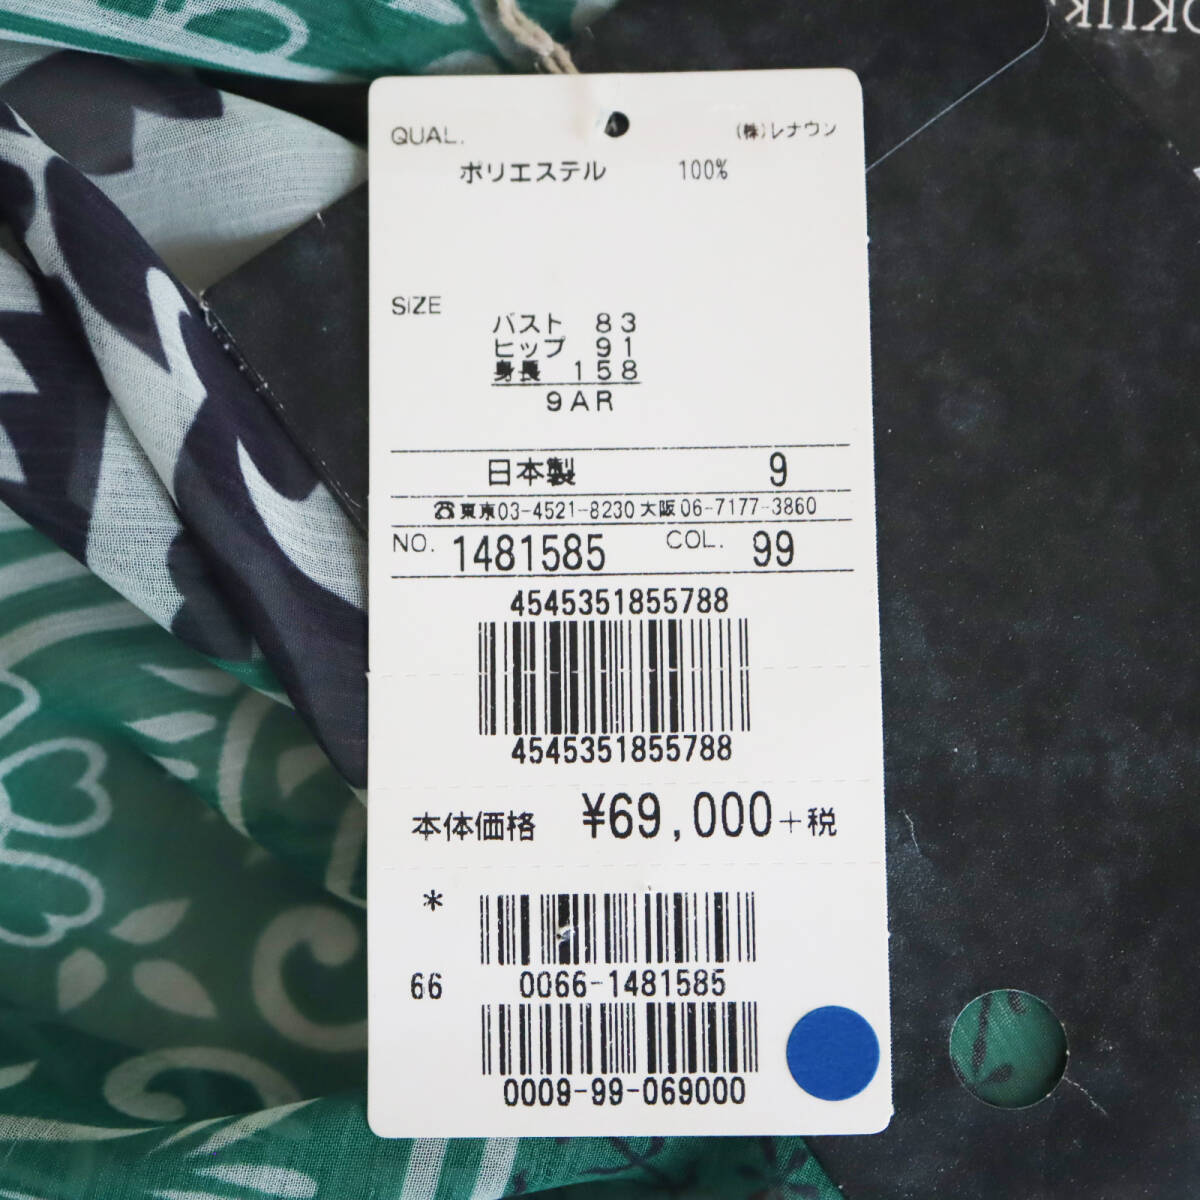 QUAL.
(株)レナウン
ポリエステル 100%
SIZE
バスト 83
ヒップ 91
身長 158
9AR
日本製 9
☎東京03-4521-8230 大阪06-7177-3860
NO. 1481585 COL. 99
4545351855788
4545351855788
本体価格 ¥69,000+税
*
66
0066-1481585
0009-99-069000